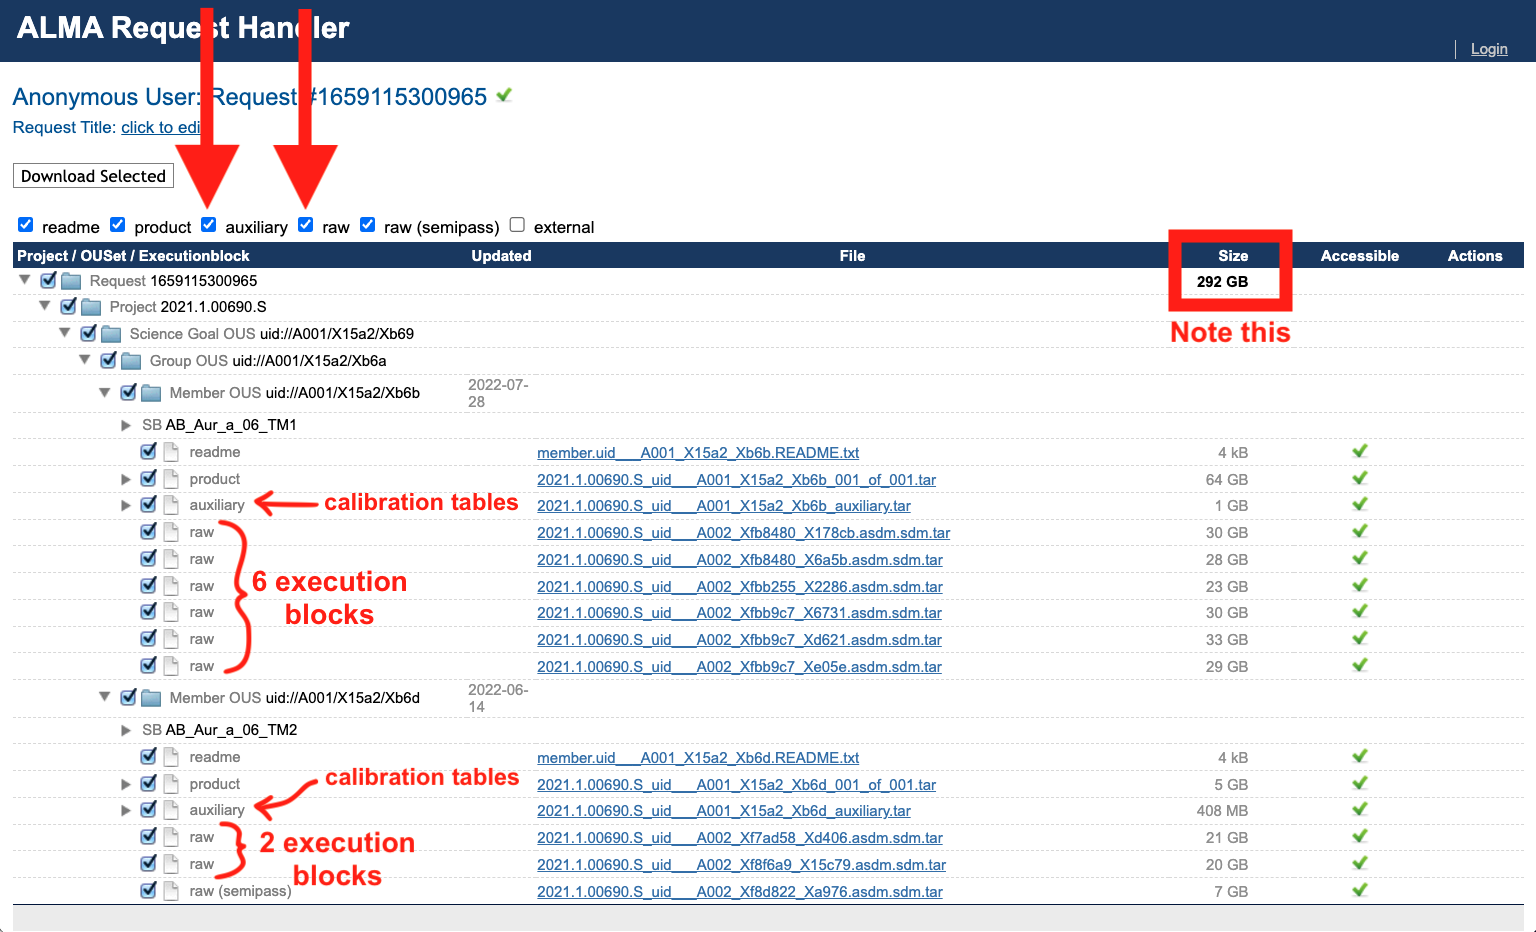 ALMA Request Handler
Login
Anonymous User: Request #1659115300965
Request Title: click to edi
Download Selected
readme product auxiliary raw raw (semipass) external
Project / OUSet / Executionblock Updated File Size Accessible Actions
Request 1659115300965 292 GB
Project 2021.1.00690.S
Note this
Science Goal OUS uid://A001/X15a2/Xb69
Group OUS uid://A001/X15a2/Xb6a
Member OUS uid://A001/X15a2/Xb6b 2022-07-
28
SB AB_Aur_a_06_TM1
readme member.uid___A001_X15a2_Xb6b.README.txt 4 kB
product 2021.1.00690.S_uid___A001_X15a2_Xb6b_001_of_001.tar 64 GB
auxiliary calibration tables 2021.1.00690.S_uid___A001_X15a2_Xb6b_auxiliary.tar 1 GB
raw 2021.1.00690.S_uid___A002_Xfb8480_X178cb.asdm.sdm.tar 30 GB
raw 2021.1.00690.S_uid___A002_Xfb8480_X6a5b.asdm.sdm.tar 28 GB
raw 2021.1.00690.S_uid___A002_Xfbb255_X2286.asdm.sdm.tar 23 GB
raw 2021.1.00690.S_uid___A002_Xfbb9c7_X6731.asdm.sdm.tar 30 GB
raw 2021.1.00690.S_uid___A002_Xfbb9c7_Xd621.asdm.sdm.tar 33 GB
raw 2021.1.00690.S_uid___A002_Xfbb9c7_Xe05e.asdm.sdm.tar 29 GB
6 execution
blocks
Member OUS uid://A001/X15a2/Xb6d 2022-06-
14
SB AB_Aur_a_06_TM2
readme member.uid___A001_X15a2_Xb6d.README.txt 4 kB
product 2021.1.00690.S_uid___A001_X15a2_Xb6d_001_of_001.tar 5 GB
calibration tables
auxiliary 2021.1.00690.S_uid___A001_X15a2_Xb6d_auxiliary.tar 408 MB
raw 2021.1.00690.S_uid___A002_Xf7ad58_Xd406.asdm.sdm.tar 21 GB
raw 2021.1.00690.S_uid___A002_Xf8f6a9_X15c79.asdm.sdm.tar 20 GB
2 execution
blocks
raw (semipass) 2021.1.00690.S_uid___A002_Xf8d822_Xa976.asdm.sdm.tar 7 GB